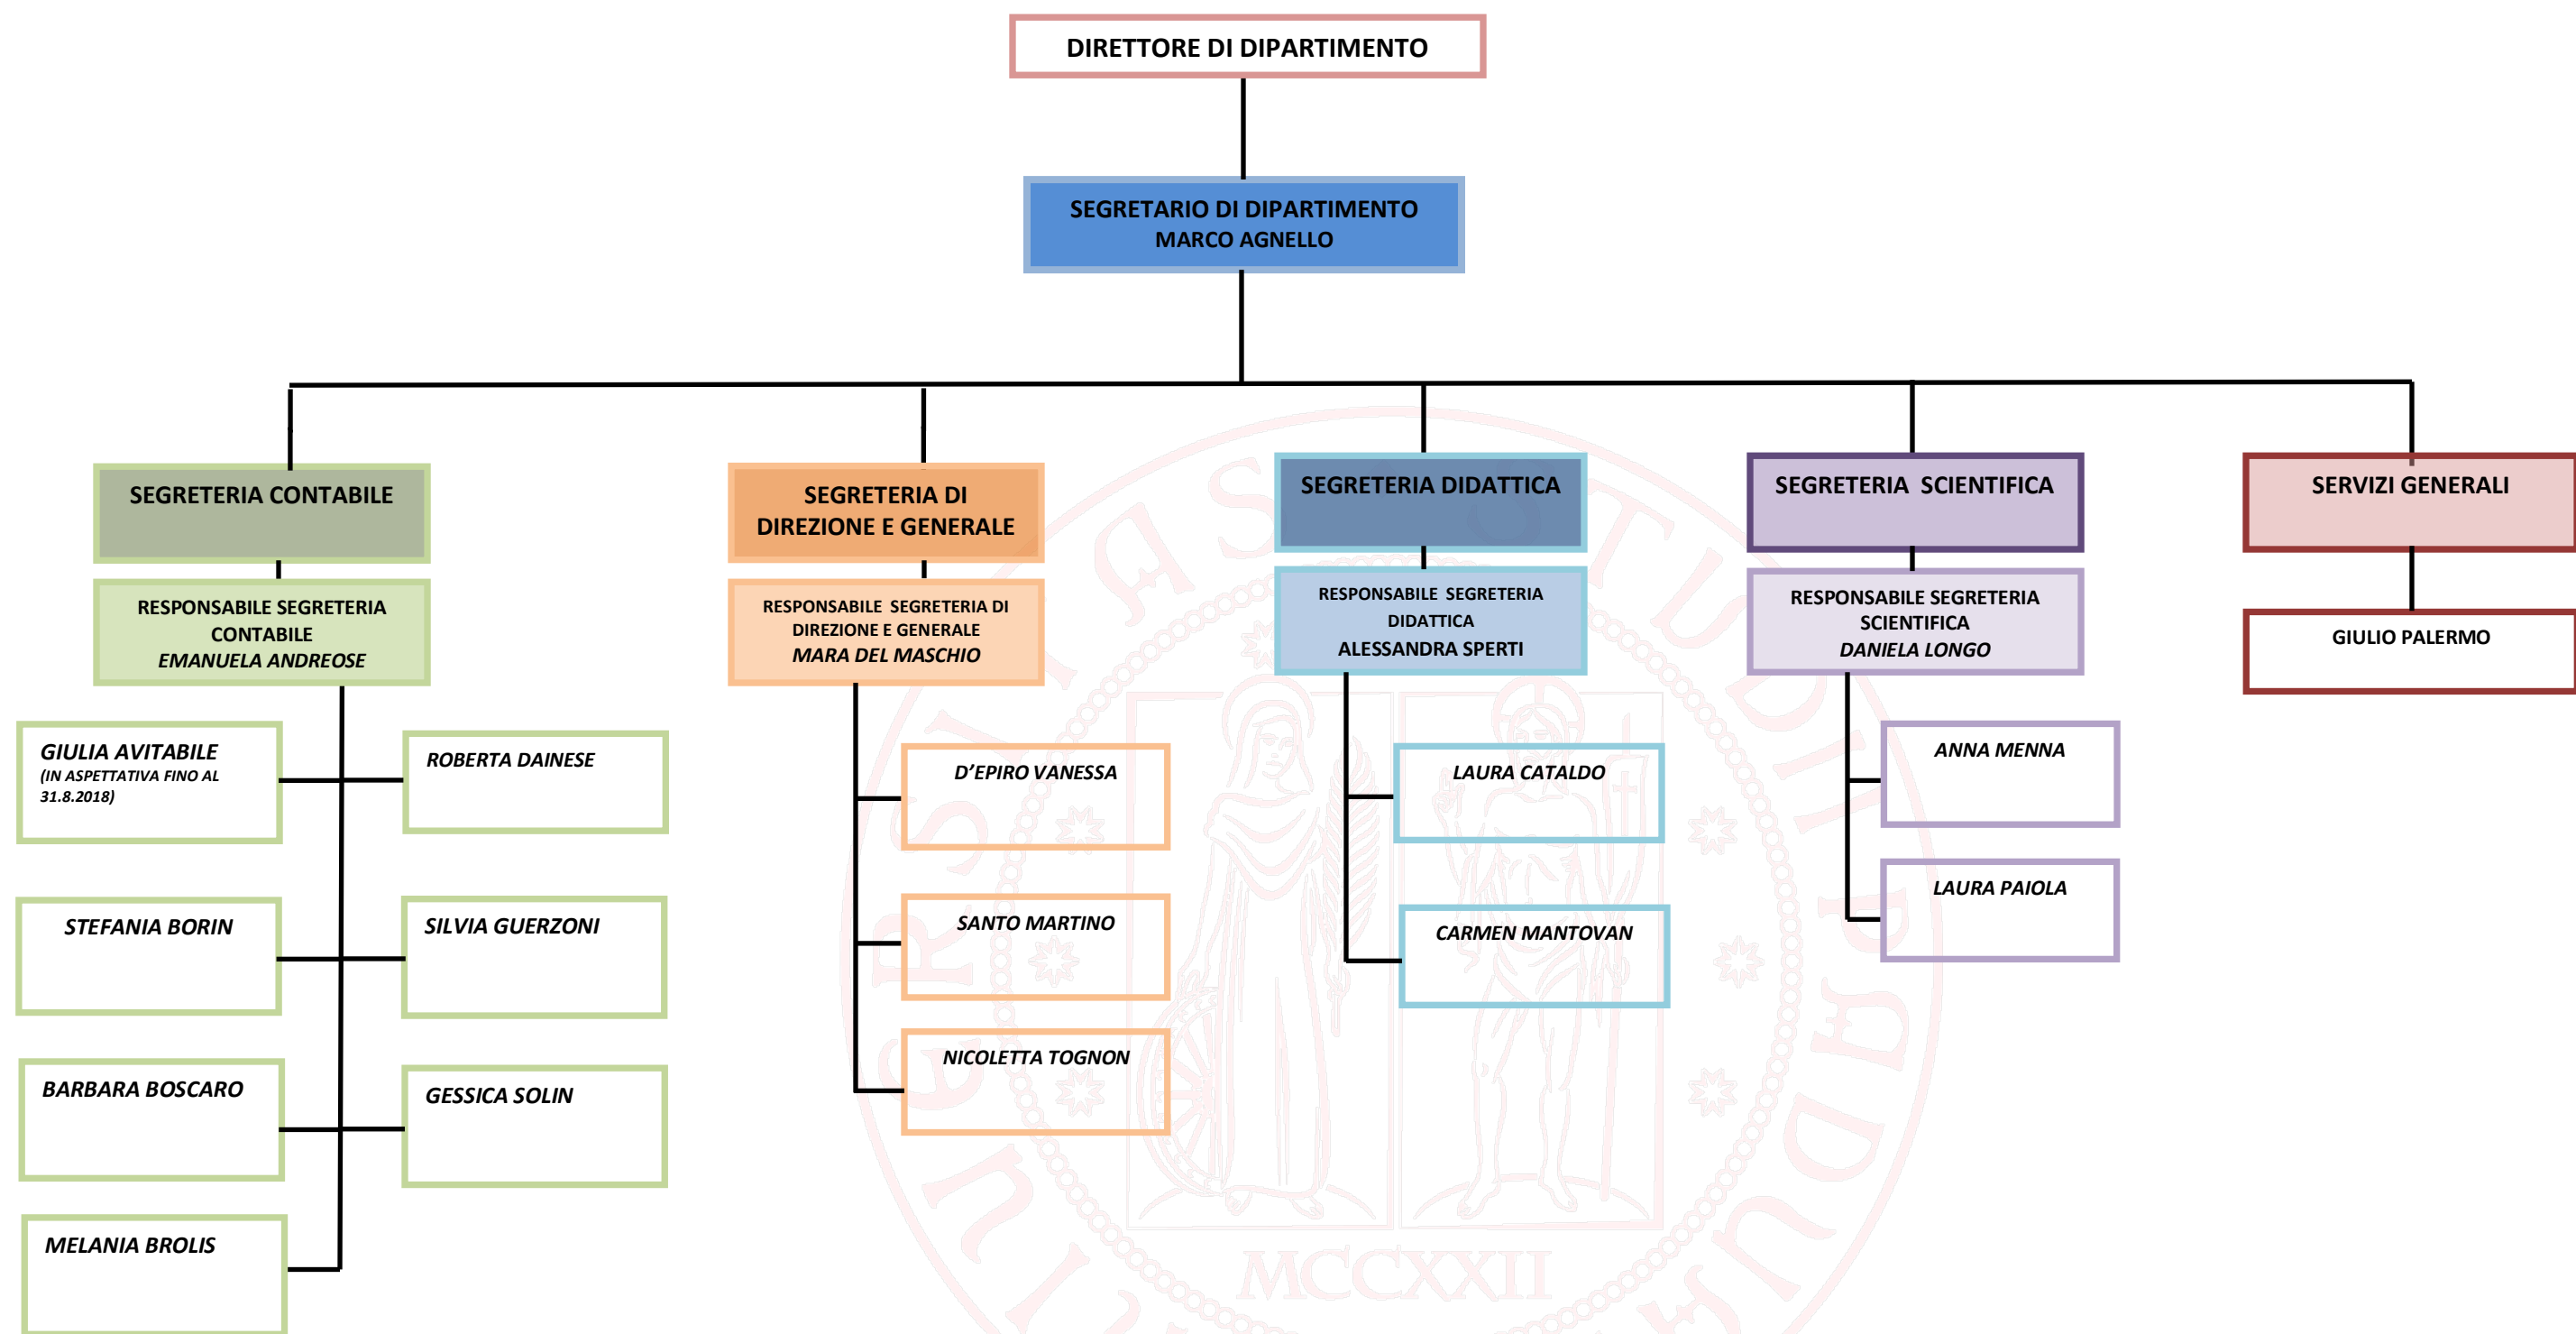 DIRETTORE DI DIPARTIMENTO
SEGRETARIO DI DIPARTIMENTO
MARCO AGNELLO
SEGRETERIA CONTABILE
RESPONSABILE SEGRETERIA
CONTABILE
EMANUELA ANDREOSE
GIULIA AVITABILE
(IN ASPETTATIVA FINO AL
31.8.2018)
ROBERTA DAINESE
STEFANIA BORIN
SILVIA GUERZONI
BARBARA BOSCARO
GESSICA SOLIN
MELANIA BROLIS
SEGRETERIA DI
DIREZIONE E GENERALE
RESPONSABILE SEGRETERIA DI
DIREZIONE E GENERALE
MARA DEL MASCHIO
D'EPIRO VANESSA
SANTO MARTINO
NICOLETTA TOGNON
SEGRETERIA DIDATTICA
RESPONSABILE SEGRETERIA
DIDATTICA
ALESSANDRA SPERTI
LAURA CATALDO
CARMEN MANTOVAN
SEGRETERIA SCIENTIFICA
RESPONSABILE SEGRETERIA
SCIENTIFICA
DANIELA LONGO
ANNA MENNA
LAURA PAIOLA
SERVIZI GENERALI
GIULIO PALERMO
MCCXXII